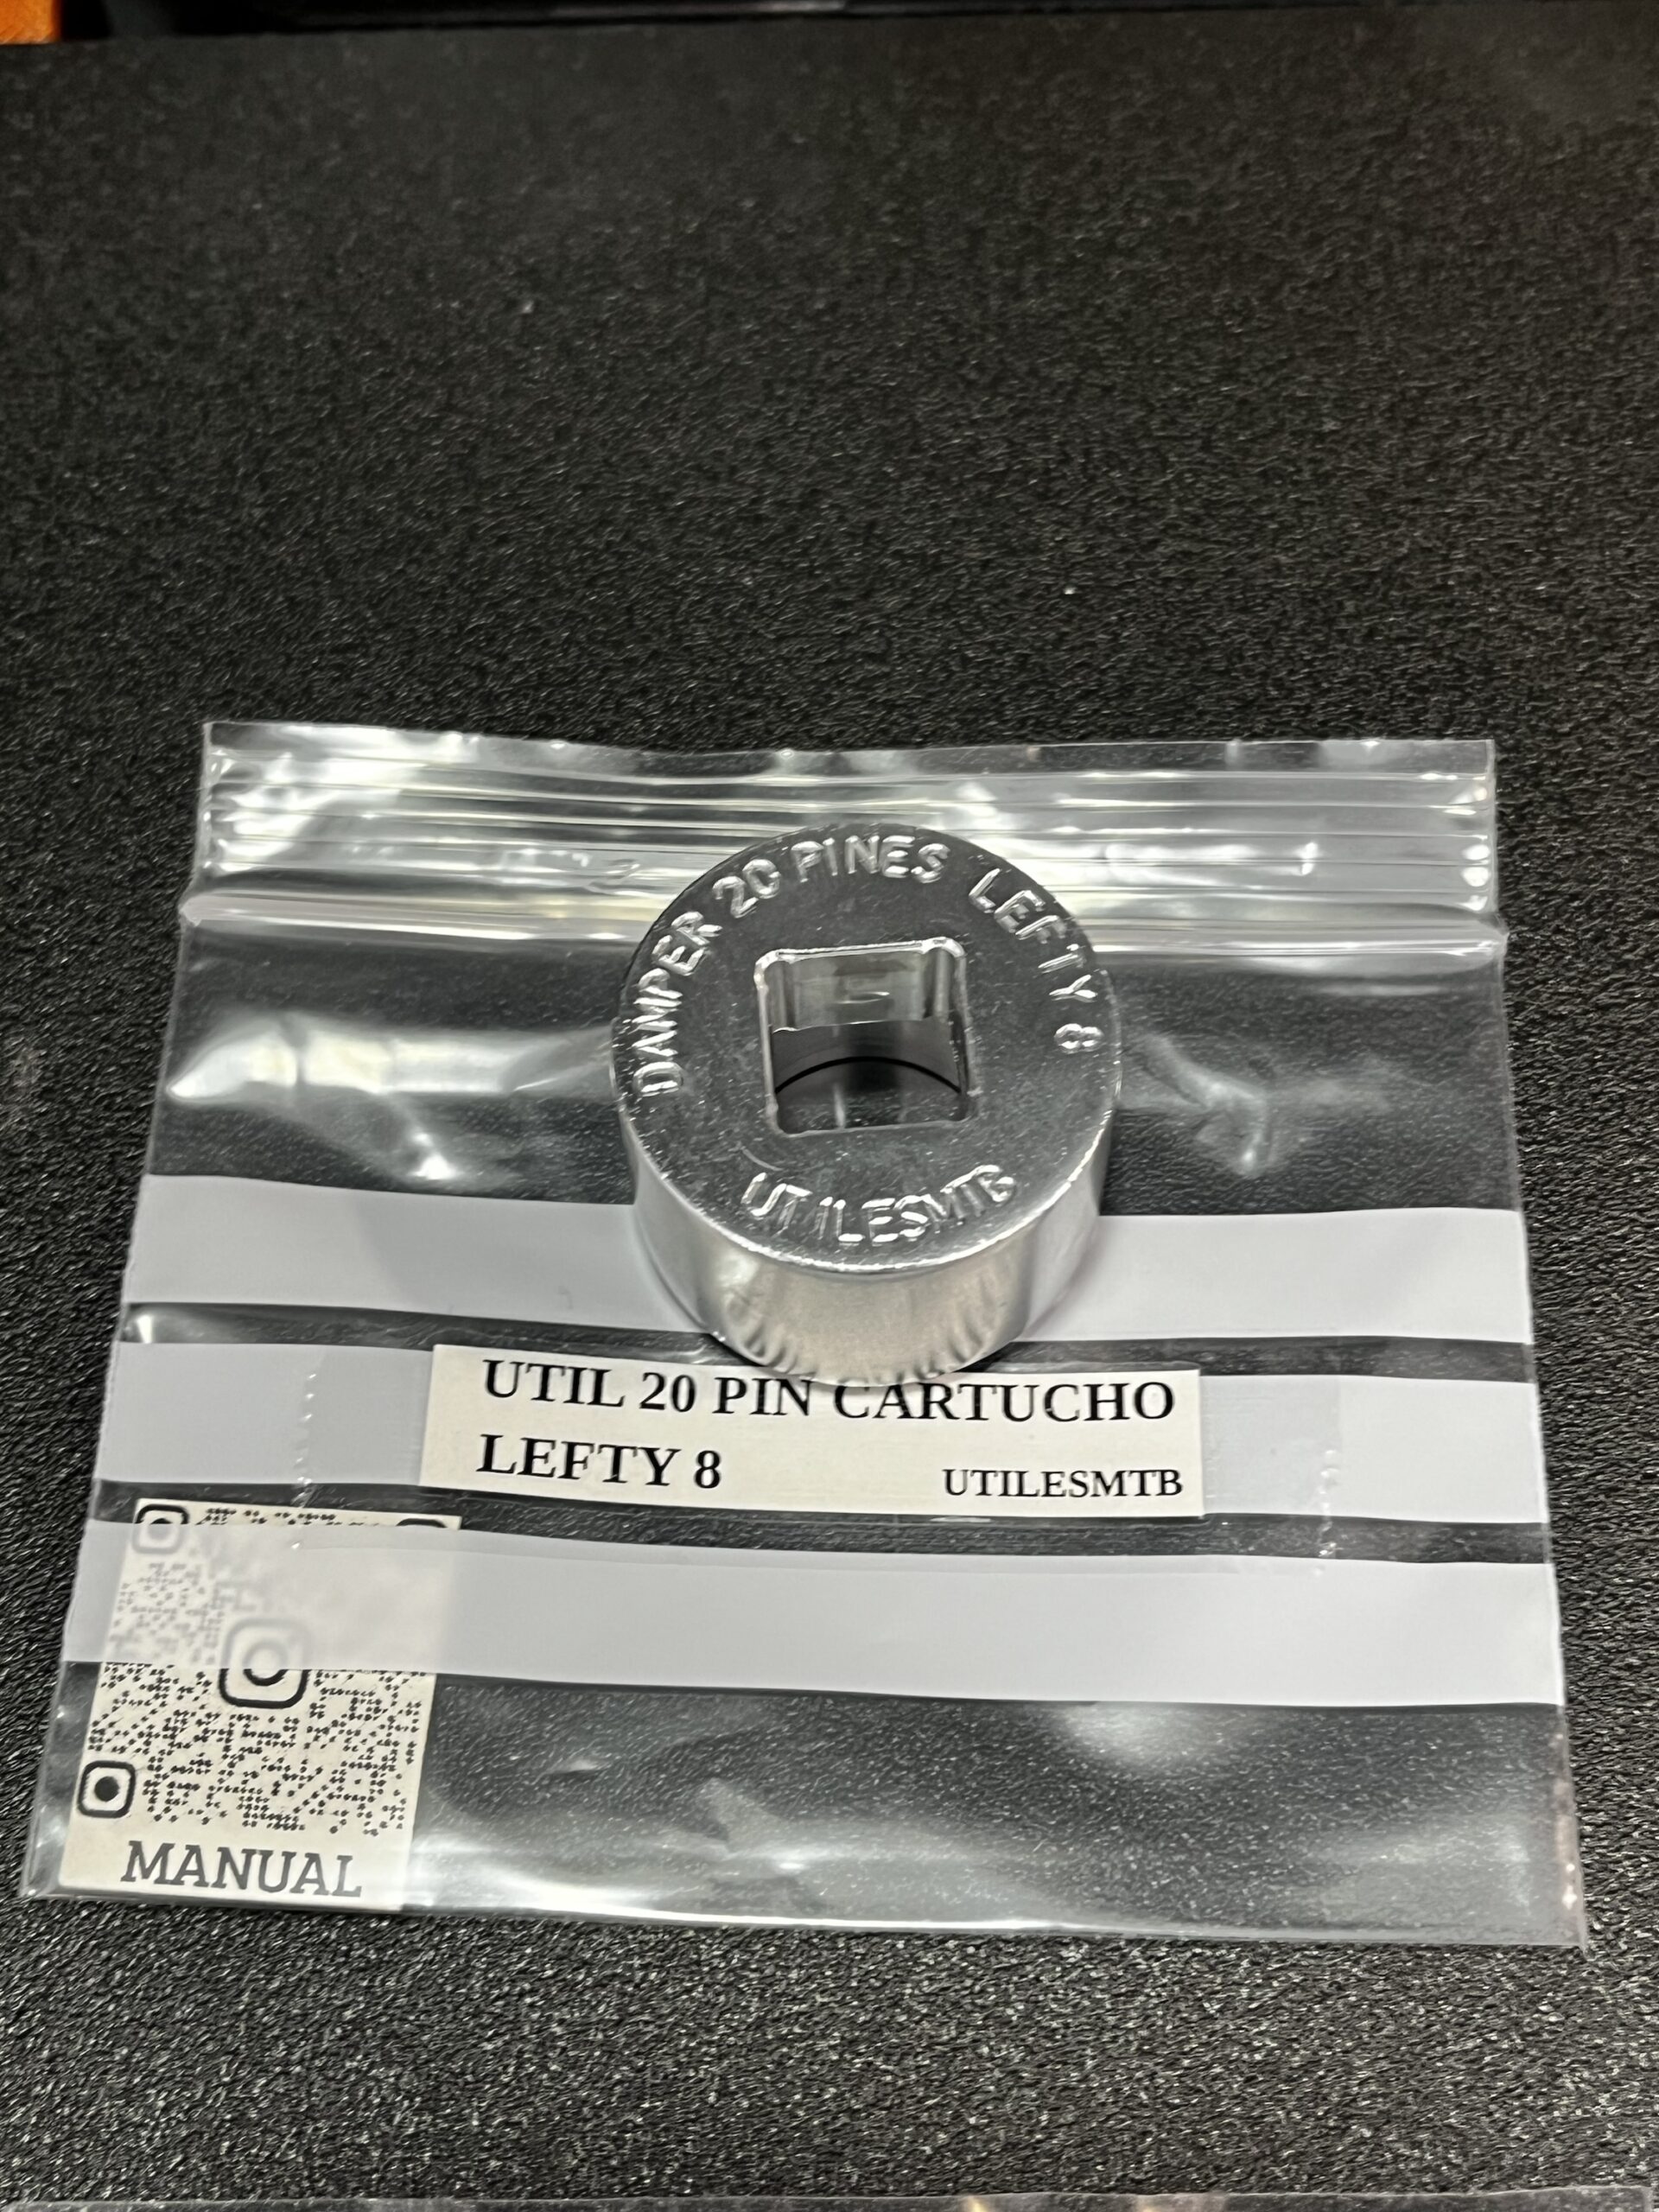 DAMPER 20 PINES LEFTY 8
UTILESMTB
UTIL 20 PIN CARTUCHO
LEFTY 8
UTILESMTB
MANUAL